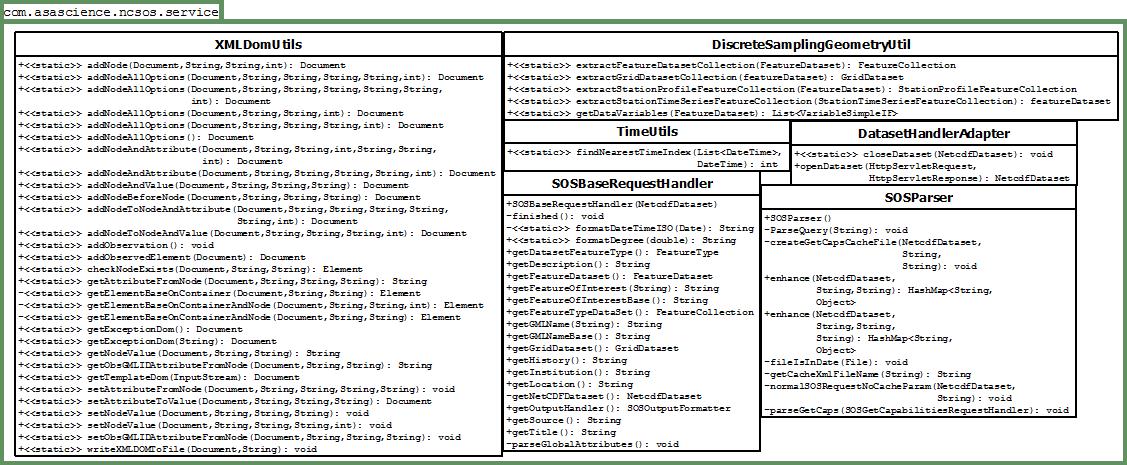 com.asascience.ncsos.service
XMLDomUtils
+<<static>> addNode(Document,String,String,int): Document
+<<static>> addNodeAllOptions(Document,String,String,String,String,int): Document
+<<static>> addNodeAllOptions(Document,String,String,String,String,
int): Document
+<<static>> addNodeAllOptions(Document,String,String,int): Document
+<<static>> addNodeAllOptions(Document,String,String,String,int): Document
+<<static>> addNodeAllOptions(): Document
+<<static>> addNodeAndAttribute(Document,String,int,String,String,
int): Document
+<<static>> addNodeAndAttribute(Document,String,String,String,String,int): Document
+<<static>> addNodeAndValue(Document,String,String,String): Document
+<<static>> addNodeBeforeNode(Document,String,String,String): Document
+<<static>> addNodeToNodeAndAttribute(Document,String,String,String,String,
String,int): Document
+<<static>> addNodeToNodeAndValue(Document,String,String,String,int): Document
+<<static>> addObservation(): void
+<<static>> addObservedElement(Document): Document
+<<static>> checkNodeExists(Document,String,String): Element
+<<static>> getAttributeFromNode(Document,String,String,String): String
-<<static>> getElementBaseOnContainer(Document,String,String): Element
-<<static>> getElementBaseOnContainerAndNode(Document,String,String,int): Element
-<<static>> getElementBaseOnContainerAndNode(Document,String,String): Element
+<<static>> getExceptionDom(): Document
+<<static>> getExceptionDom(String): Document
+<<static>> getNodeValue(Document,String,String): String
+<<static>> getObsGMLIDAttributeFromNode(Document,String,String): String
+<<static>> getTemplateDom(InputStream): Document
+<<static>> setAttributeFromNode(Document,String,String,String,String): void
+<<static>> setAttributeToValue(Document,String,String,String): Document
+<<static>> setNodeValue(Document,String,String,String): void
+<<static>> setNodeValue(Document,String,String,String,int): void
+<<static>> setObsGMLIDAttributeFromNode(Document,String,String,String): void
+<<static>> writeXMLDOMToFile(Document,String): void
DiscreteSamplingGeometryUtil
+<<static>> extractFeatureDatasetCollection(FeatureDataset): FeatureCollection
+<<static>> extractGridDatasetCollection(featureDataset): GridDataset
+<<static>> extractStationProfileFeatureCollection(FeatureDataset): StationProfileFeatureCollection
+<<static>> extractStationTimeSeriesFeatureCollection(StationTimeSeriesFeatureCollection): featureDataset
+<<static>> getDataVariables(FeatureDataset): List<VariableSimpleIF>
TimeUtils
+<<static>> findNearestTimeIndex(List<DateTime>,
DateTime): int
DatasetHandlerAdapter
+<<static>> closeDataset(NetcdfDataset): void
+openDataset(HttpServletRequest,
HttpServletResponse): NetcdfDataset
SOSBaseRequestHandler
+SOSBaseRequestHandler(NetcdfDataset)
-finished(): void
-<<static>> formatDateTimeISO(Date): String
+<<static>> formatDegree(double): String
+getDatasetFeatureType(): FeatureType
+getDescription(): String
+getFeatureDataset(): FeatureDataset
+getFeatureOfInterest(String): String
+getFeatureOfInterestBase(): String
+getFeatureTypeDataSet(): FeatureCollection
+getGMLName(String): String
+getGMLNameBase(): String
+getGridDataset(): GridDataset
+getHistory(): String
+getInstitution(): String
+getLocation(): String
-getNetCDFDataset(): NetcdfDataset
+getOutputHandler(): SOSOutputFormatter
+getSource(): String
+getTitle(): String
-parseGlobalAttributes(): void
SOSParser
+SOSParser()
-ParseQuery(String): void
-createGetCapsCacheFile(NetcdfDataset,
String,
String): void
+enhance(NetcdfDataset,
String,String): HashMap<String,
Object>
+enhance(NetcdfDataset,
String,String,
String): HashMap<String,
Object>
-fileIsInDate(File): void
-getCacheXmlFileName(String): String
-normalSOSRequestNoCacheParam(NetcdfDataset,
String): void
-parseGetCaps(SOSGetCapabilitiesRequestHandler): void